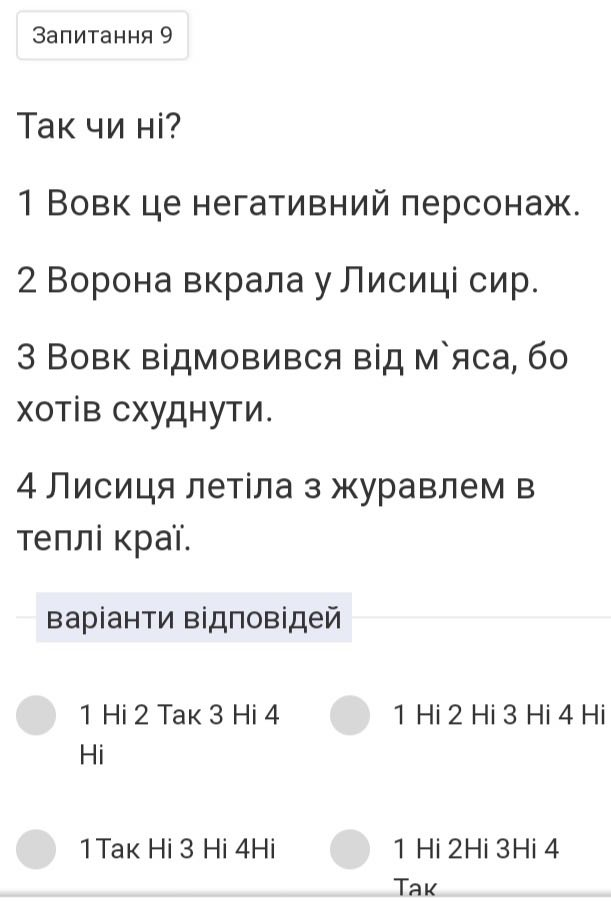 Запитання 9
Так чи ні?
1 Вовк це негативний персонаж.
2 Ворона вкрала у Лисиці сир.
3 Вовк відмовився від м`яса, бо
хотів схуднути.
4 Лисиця летіла з журавлем в
теплі краї.
варіанти відповідей
1 Ні 2 Так 3 Ні 4
Ні
1 Ні 2 Ні 3 Ні 4 Ні
1Так Ні 3 Ні 4Ні
1 Ні 2Ні 3Ні 4
Так